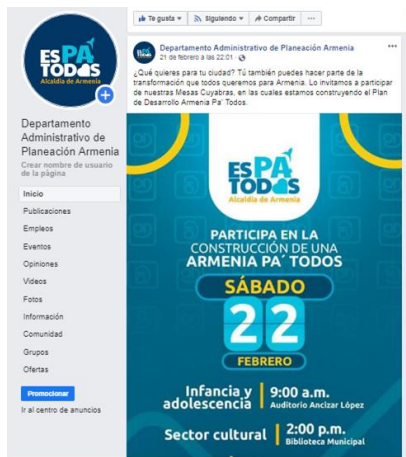 ES PA
TODOS
Alcaldía de Armenia
Departamento
Administrativo de
Planeación Armenia
Crear nombre de usuario
de la página
Inicio
Publicaciones
Empleos
Eventos
Opiniones
Videos
Fotos
Información
Comunidad
Grupos
Ofertas
Promocionar
Ir al centro de anuncios
Te gusta
Siguiendo
Compartir
Departamento Administrativo de Planeación Armenia
21 de febrero a las 22:01
¿Qué quieres para tu ciudad? Tú también puedes hacer parte de la
transformación que todos queremos para Armenia. Lo invitamos a participar
de nuestras Mesas Cuyabras, en las cuales estamos construyendo el Plan
de Desarrollo Armenia Pa' Todos.
ES PA
TODOS
Alcaldía de Armenia
PARTICIPA EN LA
CONSTRUCCIÓN DE UNA
ARMENIA PA´ TODOS
SÁBADO
22
FEBRERO
Infancia y
adolescencia
9:00 a.m.
Auditorio Ancizar López
Sector cultural
2:00 p.m.
Biblioteca Municipal